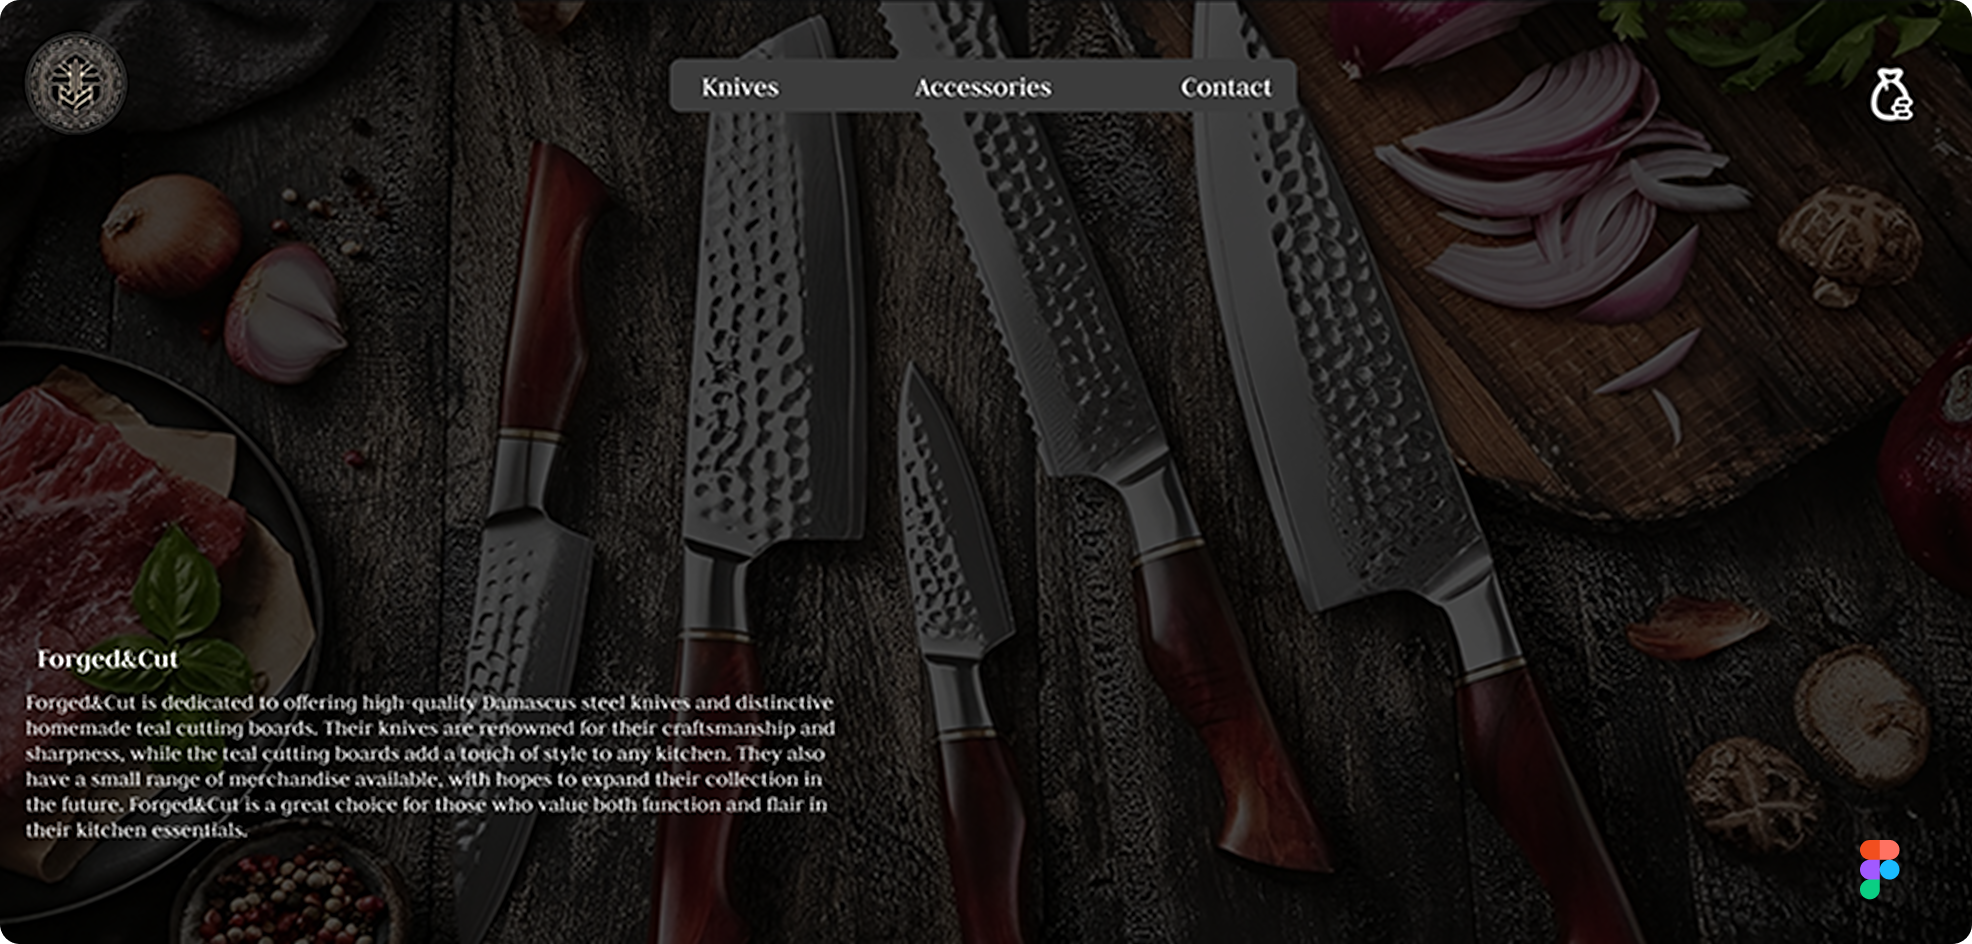 Knives Accessories Contact
Forged&Cut
Forged&Cut is dedicated to offering high-quality Damascus steel knives and distinctive
homemade teal cutting boards. Their knives are renowned for their craftsmanship and
sharpness, while the teal cutting boards add a touch of style to any kitchen. They also
have a small range of merchandise available, with hopes to expand their collection in
the future. Forged&Cut is a great choice for those who value both function and flair in
their kitchen essentials.